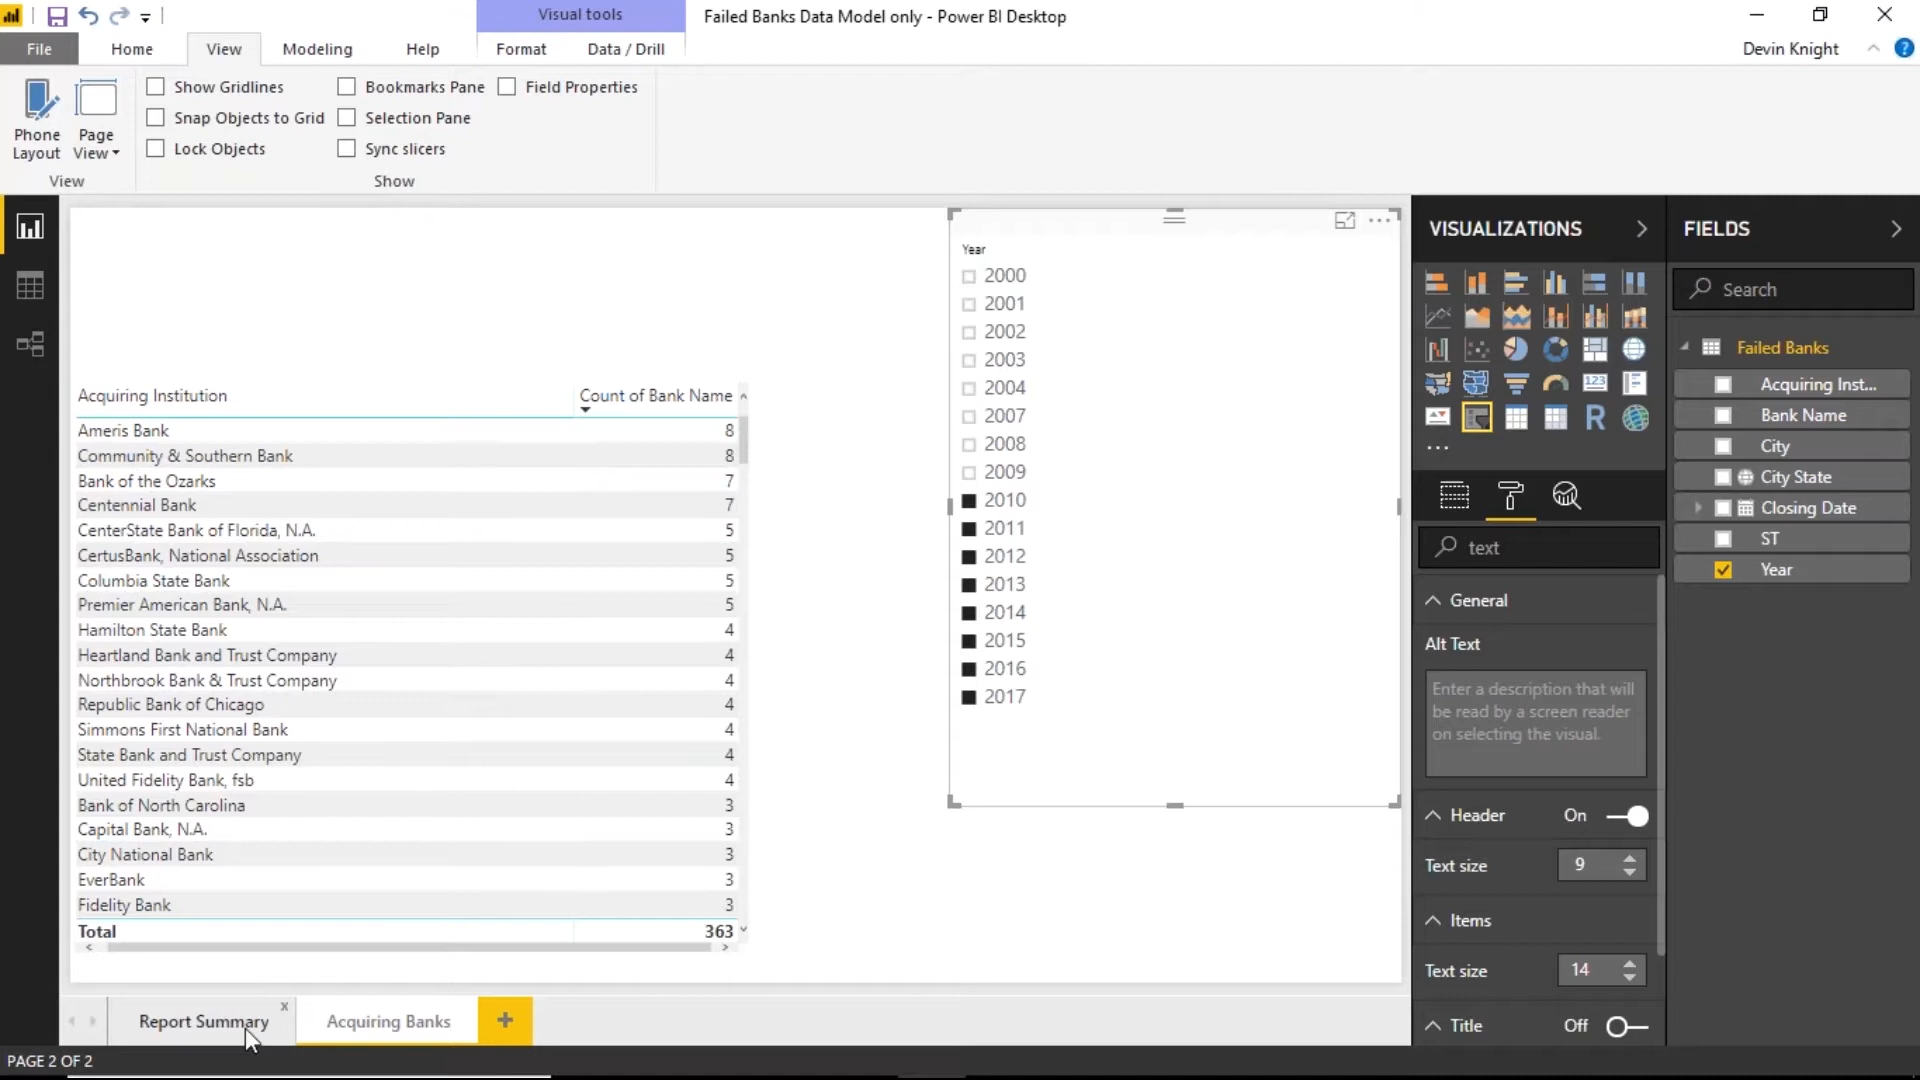 Visual tools
Failed Banks Data Model only - Power BI Desktop
File Home View Modeling Help Format Data / Drill Devin Knight ?
Show Gridlines Bookmarks Pane Field Properties
Snap Objects to Grid Selection Pane
Lock Objects Sync slicers
Phone Layout
Page View
View Show
Year
2000
2001
2002
2003
2004
2007
2008
2009
2010
2011
2012
2013
2014
2015
2016
2017
Acquiring Institution Count of Bank Name
Ameris Bank 8
Community & Southern Bank 8
Bank of the Ozarks 7
Centennial Bank 7
CenterState Bank of Florida, N.A. 5
CertusBank, National Association 5
Columbia State Bank 5
Premier American Bank, N.A. 5
Hamilton State Bank 4
Heartland Bank and Trust Company 4
Northbrook Bank & Trust Company 4
Republic Bank of Chicago 4
Simmons First National Bank 4
State Bank and Trust Company 4
United Fidelity Bank, fsb 4
Bank of North Carolina 3
Capital Bank, N.A. 3
City National Bank 3
EverBank 3
Fidelity Bank 3
Total 363
VISUALIZATIONS
123
R
text
General
Alt Text
Enter a description that will
be read by a screen reader
on selecting the visual.
Header On
Text size 9
Items
Text size 14
Title Off
FIELDS
Search
Failed Banks
Acquiring Inst...
Bank Name
City
City State
Closing Date
ST
Year
Report Summary x Acquiring Banks +
PAGE 2 OF 2